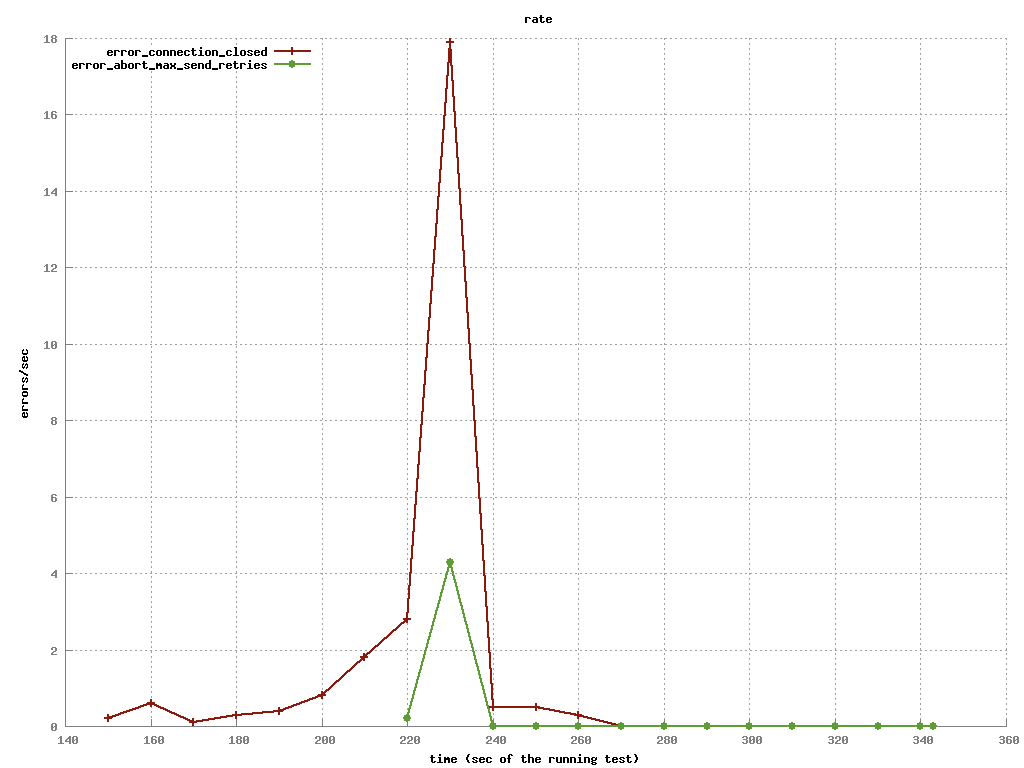 rate
error_connection_closed
error_abort_max_send_retries
18
16
14
12
10
8
6
4
2
0
errors/sec
140 160 180 200 220 240 260 280 300 320 340 360
time (sec of the running test)